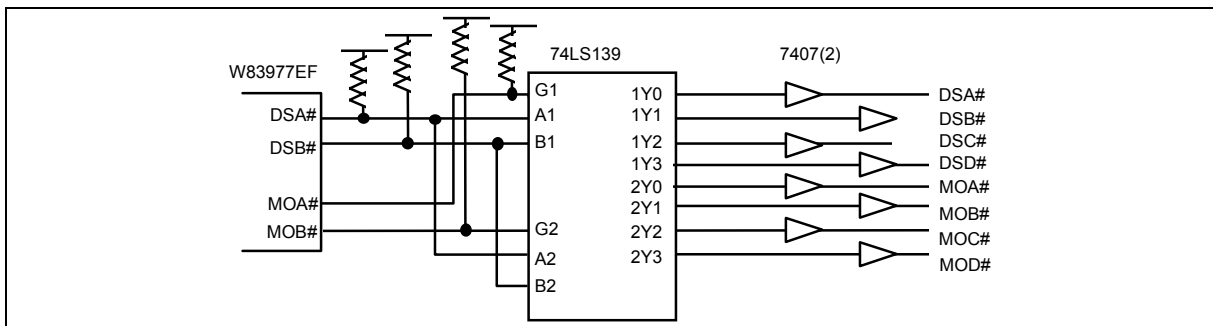 74LS139
7407(2)
W83977EF
G1
1Y0
DSA#
DSA#
A1
1Y1
DSB#
DSB#
B1
1Y2
DSC#
1Y3
DSD#
2Y0
MOA#
MOA#
2Y1
MOB#
MOB#
G2
2Y2
MOC#
A2
2Y3
MOD#
B2